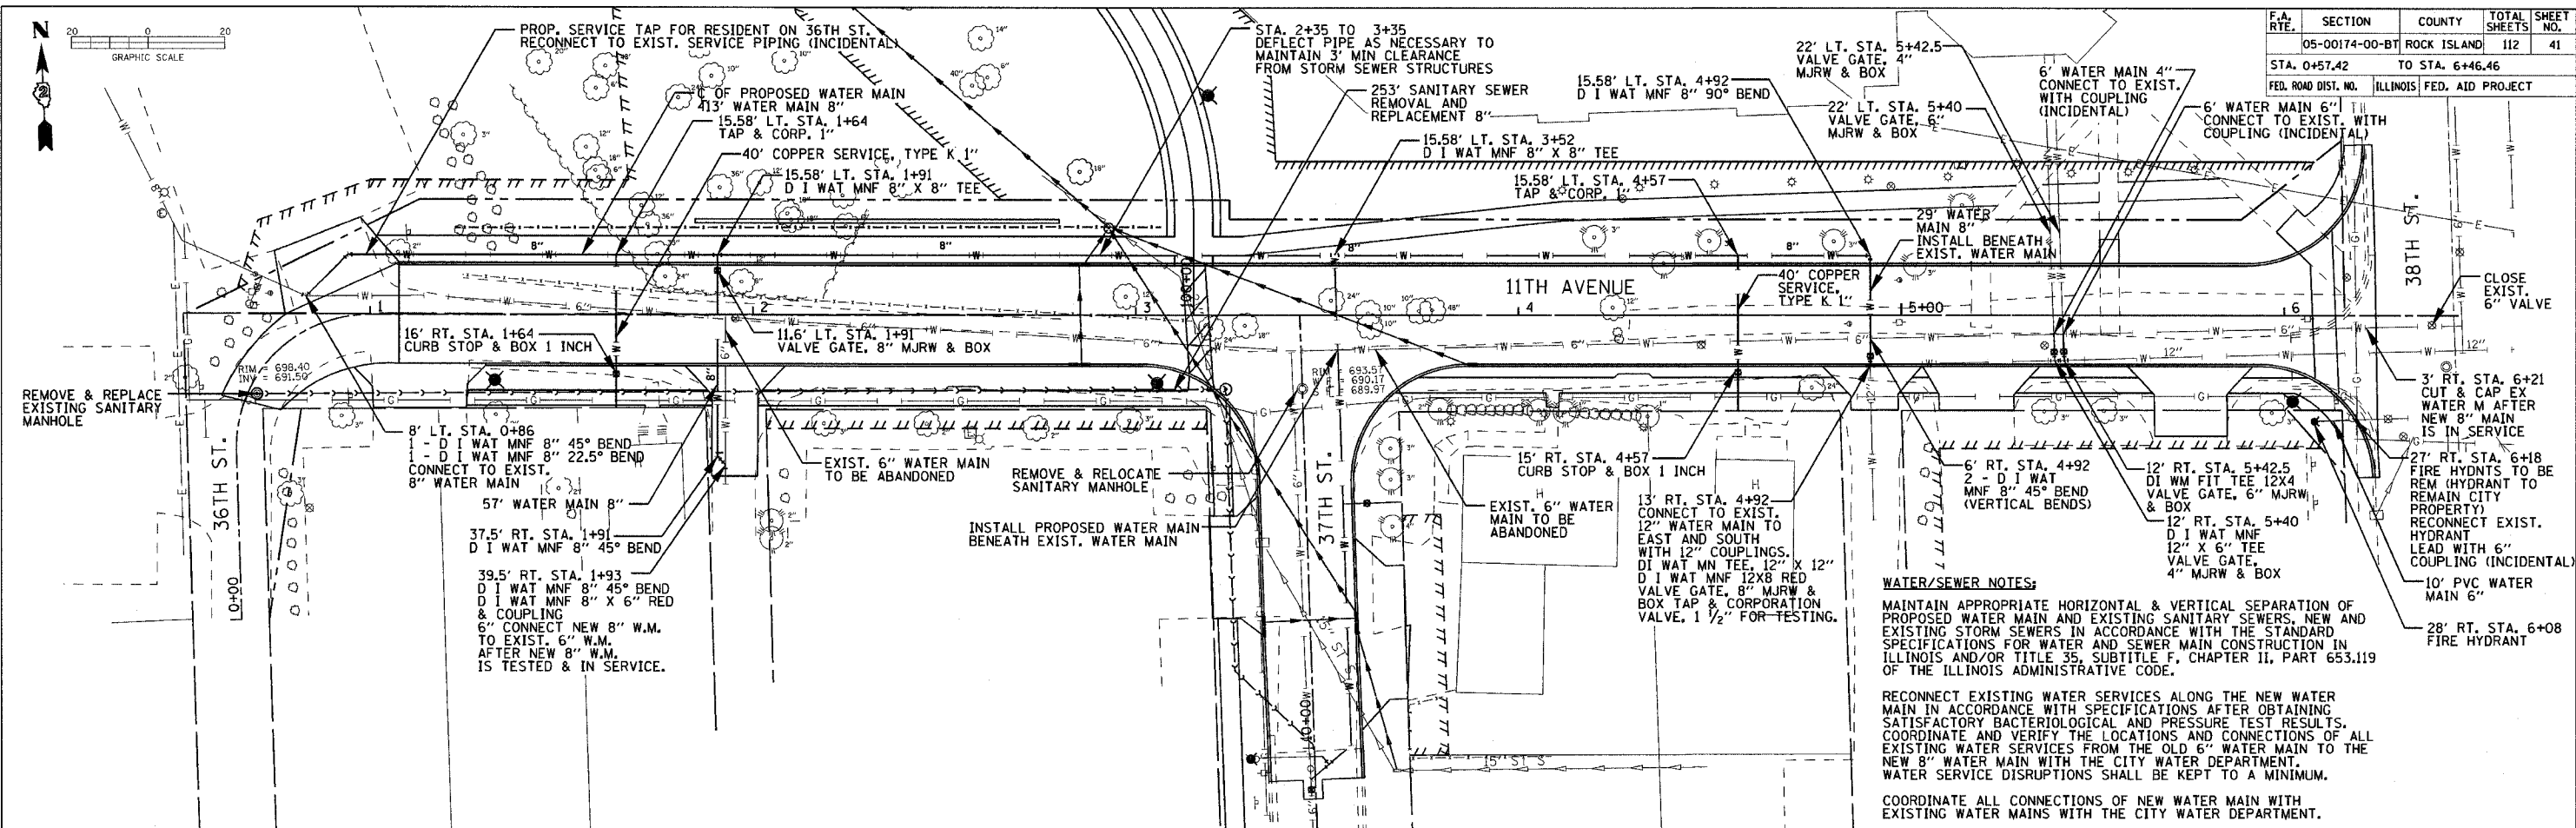 N
20 0 20
GRAPHIC SCALE
F.A. RTE. SECTION COUNTY TOTAL SHEETS SHEET NO.
05-00174-00-BT ROCK ISLAND 112 41
STA. 0+57.42 TO STA. 6+46.46
FED. ROAD DIST. NO. ILLINOIS FED. AID PROJECT
PROP. SERVICE TAP FOR RESIDENT ON 36TH ST.
RECONNECT TO EXIST. SERVICE PIPING (INCIDENTAL)
OF PROPOSED WATER MAIN
413' WATER MAIN 8"
15.58' LT. STA. 1+64
TAP & CORP. 1"
40' COPPER SERVICE, TYPE K 1"
15.58' LT. STA. 1+91
D I WAT MNF 8" X 8" TEE
STA. 2+35 TO 3+35
DEFLECT PIPE AS NECESSARY TO
MAINTAIN 3' MIN CLEARANCE
FROM STORM SEWER STRUCTURES
253' SANITARY SEWER
REMOVAL AND
REPLACEMENT 8"
15.58' LT. STA. 3+52
D I WAT MNF 8" X 8" TEE
15.58' LT. STA. 4+92
D I WAT MNF 8" 90° BEND
15.58' LT. STA. 4+57
TAP & CORP. 1"
22' LT. STA. 5+42.5
VALVE GATE, 4"
MJRW & BOX
22' LT. STA. 5+40
VALVE GATE, 6"
MJRW & BOX
6' WATER MAIN 4"
CONNECT TO EXIST.
WITH COUPLING
(INCIDENTAL)
6' WATER MAIN 6"
CONNECT TO EXIST. WITH
COUPLING (INCIDENTAL)
29' WATER
MAIN 8"
INSTALL BENEATH
EXIST. WATER MAIN
40' COPPER
SERVICE,
TYPE K 1"
11TH AVENUE
38TH ST.
CLOSE
EXIST.
6" VALVE
1
2
3
4
5+00
6
16' RT. STA. 1+64
CURB STOP & BOX 1 INCH
11.6' LT. STA. 1+91
VALVE GATE, 8" MJRW & BOX
RIM = 698.40
INV = 691.50
REMOVE & REPLACE
EXISTING SANITARY
MANHOLE
36TH ST.
L0+00
8' LT. STA. 0+86
1 - D I WAT MNF 8" 45° BEND
1 - D I WAT MNF 8" 22.5° BEND
CONNECT TO EXIST.
8" WATER MAIN
57' WATER MAIN 8"
37.5' RT. STA. 1+91
D I WAT MNF 8" 45° BEND
39.5' RT. STA. 1+93
D I WAT MNF 8" 45° BEND
D I WAT MNF 8" X 6" RED
& COUPLING
6" CONNECT NEW 8" W.M.
TO EXIST. 6" W.M.
AFTER NEW 8" W.M.
IS TESTED & IN SERVICE.
EXIST. 6" WATER MAIN
TO BE ABANDONED
REMOVE & RELOCATE
SANITARY MANHOLE
INSTALL PROPOSED WATER MAIN
BENEATH EXIST. WATER MAIN
693.57
690.17
689.97
37TH ST.
15" ST S
EXIST. 6" WATER
MAIN TO BE
ABANDONED
15' RT. STA. 4+57
CURB STOP & BOX 1 INCH
13' RT. STA. 4+92
CONNECT TO EXIST.
12" WATER MAIN TO
EAST AND SOUTH
WITH 12" COUPLINGS.
DI WAT MN TEE, 12" X 12"
D I WAT MNF 12X8 RED
VALVE GATE, 8" MJRW &
BOX TAP & CORPORATION
VALVE, 1 1/2" FOR TESTING.
6' RT. STA. 4+92
2 - D I WAT
MNF 8" 45° BEND
(VERTICAL BENDS)
12' RT. STA. 5+42.5
DI WM FIT TEE 12X4
VALVE GATE, 6" MJRW
& BOX
12' RT. STA. 5+40
D I WAT MNF
12" X 6" TEE
VALVE GATE,
4" MJRW & BOX
3' RT. STA. 6+21
CUT & CAP EX
WATER M AFTER
NEW 8" MAIN
IS IN SERVICE
27' RT. STA. 6+18
FIRE HYDNTS TO BE
REM (HYDRANT TO
REMAIN CITY
PROPERTY)
RECONNECT EXIST.
HYDRANT
LEAD WITH 6"
COUPLING (INCIDENTAL)
10' PVC WATER
MAIN 6"
28' RT. STA. 6+08
FIRE HYDRANT
WATER/SEWER NOTES:
MAINTAIN APPROPRIATE HORIZONTAL & VERTICAL SEPARATION OF
PROPOSED WATER MAIN AND EXISTING SANITARY SEWERS, NEW AND
EXISTING STORM SEWERS IN ACCORDANCE WITH THE STANDARD
SPECIFICATIONS FOR WATER AND SEWER MAIN CONSTRUCTION IN
ILLINOIS AND/OR TITLE 35, SUBTITLE F, CHAPTER II, PART 653.119
OF THE ILLINOIS ADMINISTRATIVE CODE.
RECONNECT EXISTING WATER SERVICES ALONG THE NEW WATER
MAIN IN ACCORDANCE WITH SPECIFICATIONS AFTER OBTAINING
SATISFACTORY BACTERIOLOGICAL AND PRESSURE TEST RESULTS.
COORDINATE AND VERIFY THE LOCATIONS AND CONNECTIONS OF ALL
EXISTING WATER SERVICES FROM THE OLD 6" WATER MAIN TO THE
NEW 8" WATER MAIN WITH THE CITY WATER DEPARTMENT.
WATER SERVICE DISRUPTIONS SHALL BE KEPT TO A MINIMUM.
COORDINATE ALL CONNECTIONS OF NEW WATER MAIN WITH
EXISTING WATER MAINS WITH THE CITY WATER DEPARTMENT.